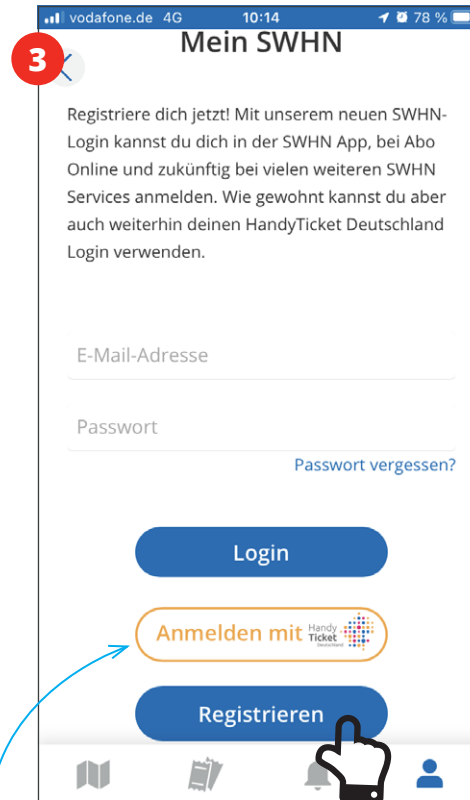 vodafone.de 4G 10:14 78 %
Mein SWHN
3
Registriere dich jetzt! Mit unserem neuen SWHN-
Login kannst du dich in der SWHN App, bei Abo
Online und zukünftig bei vielen weiteren SWHN
Services anmelden. Wie gewohnt kannst du aber
auch weiterhin deinen HandyTicket Deutschland
Login verwenden.
E-Mail-Adresse
Passwort
Passwort vergessen?
Login
Anmelden mit Handy
Ticket
Deutschland
Registrieren